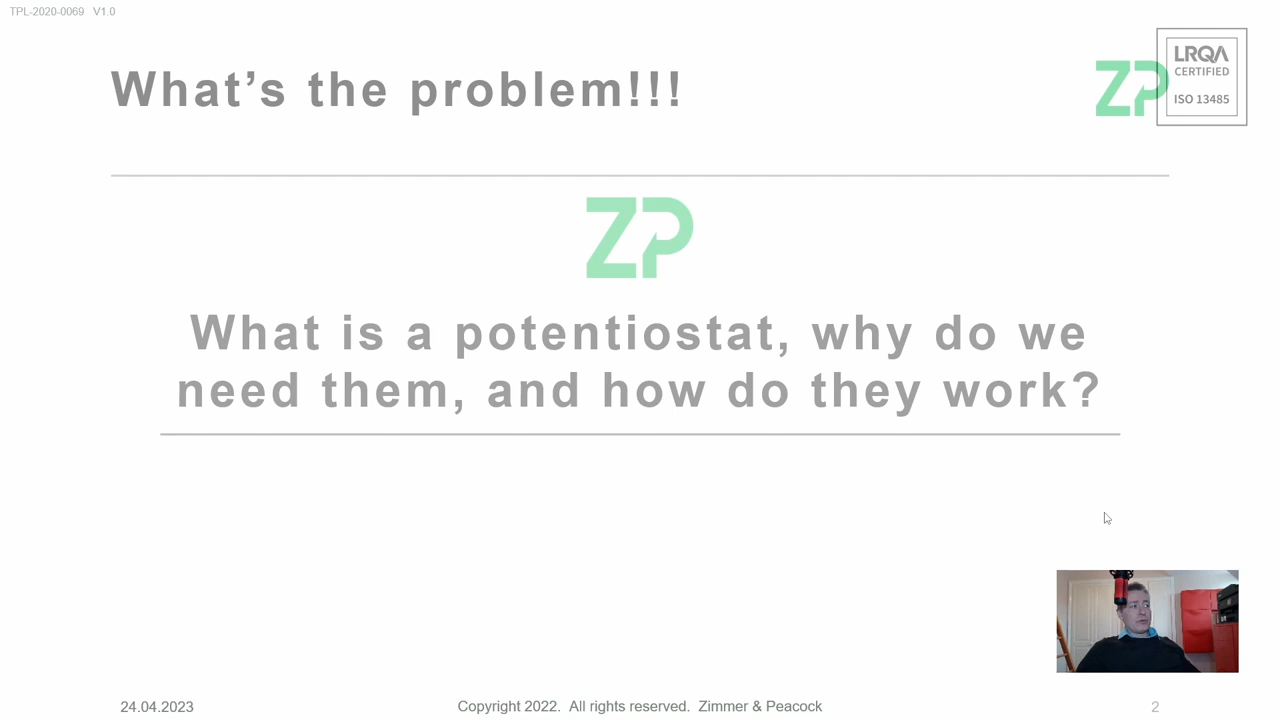 TPL-2020-0069 V1.0
What's the problem!!!
ZP
LRQA
CERTIFIED
ISO 13485
ZP
What is a potentiostat, why do we
need them, and how do they work?
24.04.2023
Copyright 2022. All rights reserved. Zimmer & Peacock
2